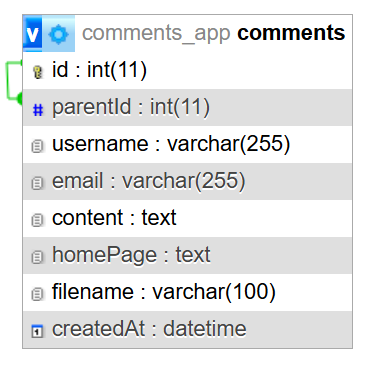 v comments_app comments
id : int(11)
# parentId : int(11)
username : varchar(255)
email : varchar(255)
content : text
homePage : text
filename : varchar(100)
createdAt : datetime